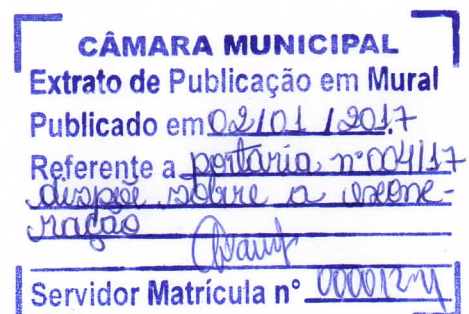 CÂMARA MUNICIPAL
Extrato de Publicação em Mural
Publicado em 02/01/2017
Referente a portaria nº 004/17
dispõe sobre a exone-
ração
Servidor Matrícula nº